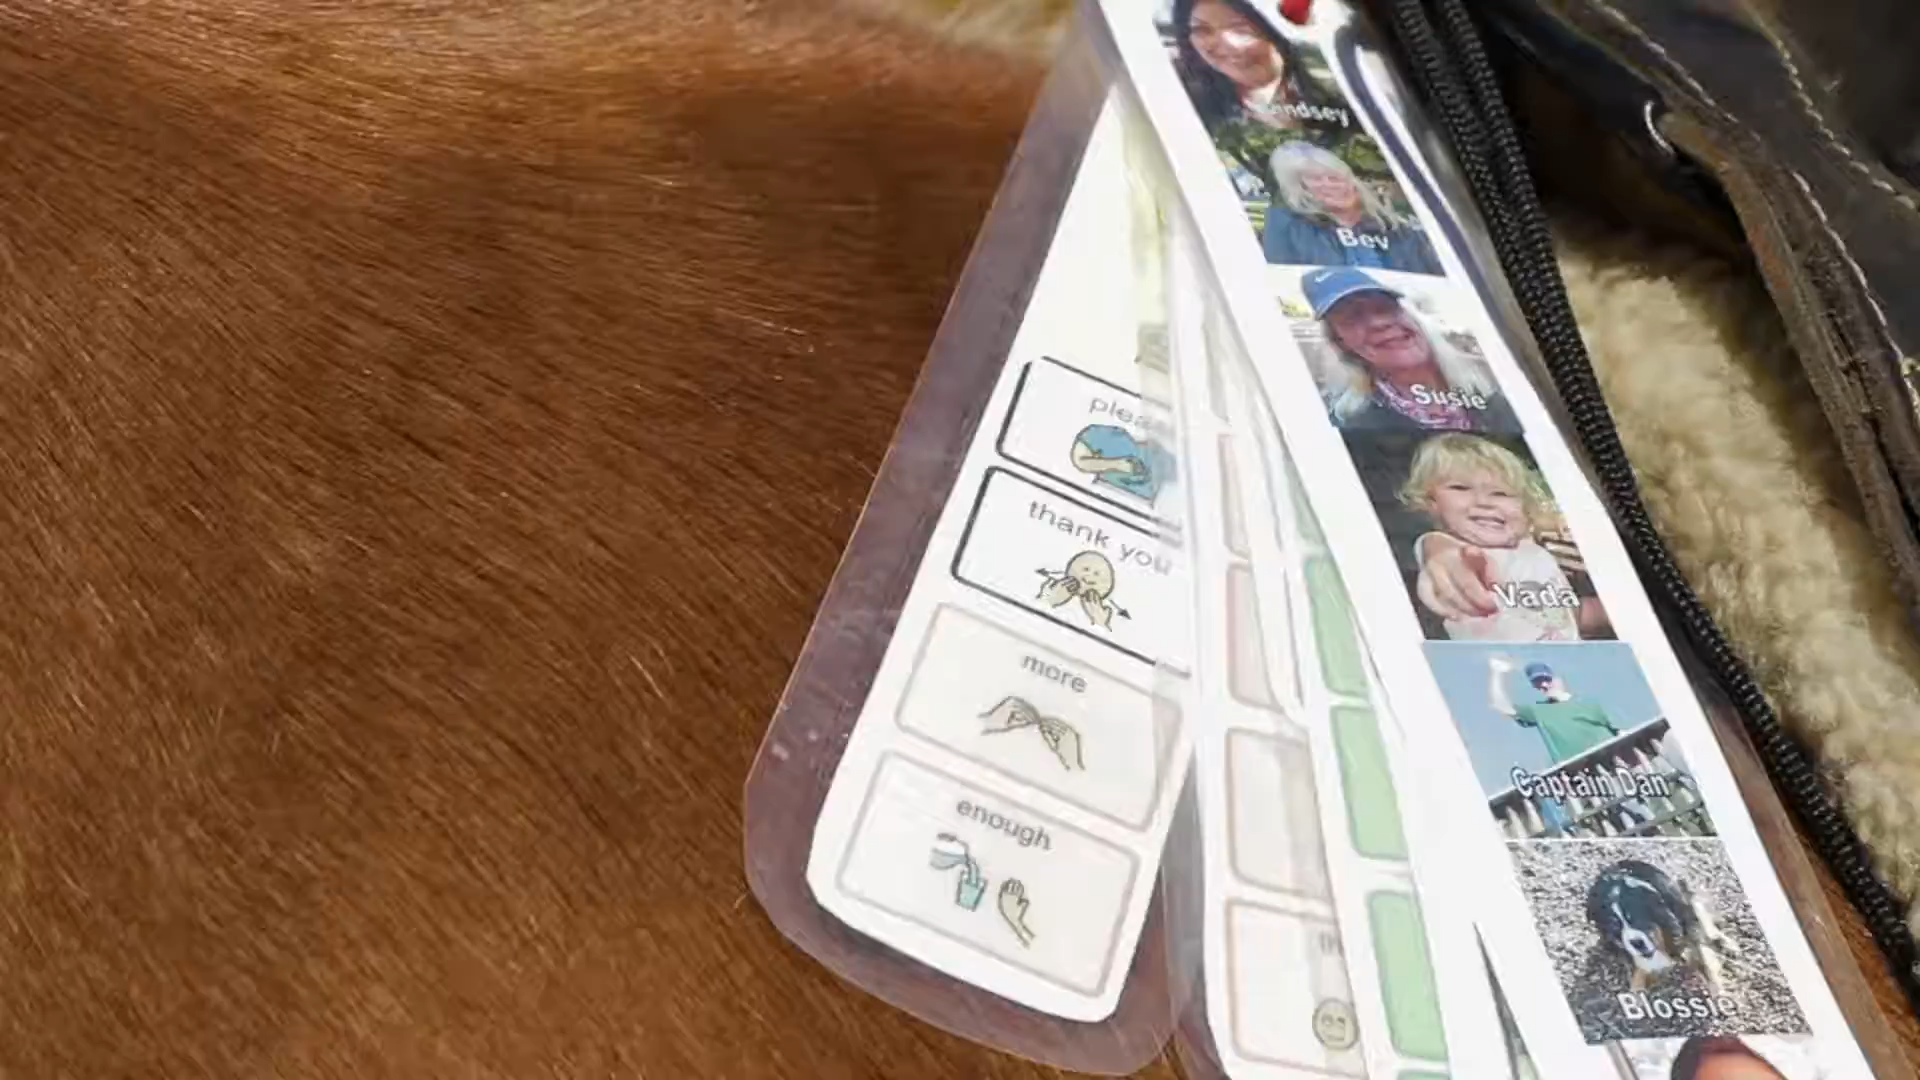 thank you
more
enough
Bev
Susie
Vada
Captain Dan
Blossie